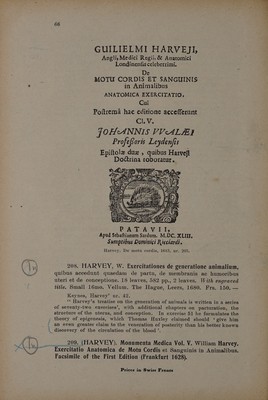 68
GUILIELMI HARVEJI,
Angli, Medici Regii, & Anatomici
Londinensis celeberrimi.
De
MOTU CORDIS ET SANGUINIS
in Animalibus
ANATOMICA EXERCITATIO.
Cui
Postremâ hac editione accesserunt
Cl. V.
JOHANNIS VVALÆI
Professoris Leydensis
Epistolæ duæ, quibus Harveji
Doctrina roboratur.
PATAVII,
Apud Sebastianum Sardum. M.DC.XLIII.
Sumptibus Dominici Ricciardi.
Harvey, De motu cordis, 1643, nr.
208. HARVEY, W. Exercitationes de generatione animalium,
quibus accedunt quaedam de partu, de membranis ac humoribus
uteri et de conceptione. 18 leaves, 582 pp., 2 leaves. With engraved
title. Small 16mo. Vellum. The Hague, Leers, 1680. Frs. 150.—
Keynes, Harvey² nr. 42.
" Harvey's treatise on the generation of animals is written in a series
of seventy-two exercises", with additional chapters on parturition, the
structure of the uterus, and conception. In exercise 51 he formulates the
theory of epigenesis, which Thomas Huxley claimed should 'give him
an even greater claim to the veneration of posterity than his better known
discovery of the circulation of the blood'.
209. (HARVEY). Monumenta Medica Vol. V. William Harvey.
Exercitatio Anatomica de Motu Cordis et Sanguinis in Animalibus.
Facsimile of the First Edition (Frankfurt 1628).
Prices in Swiss Francs